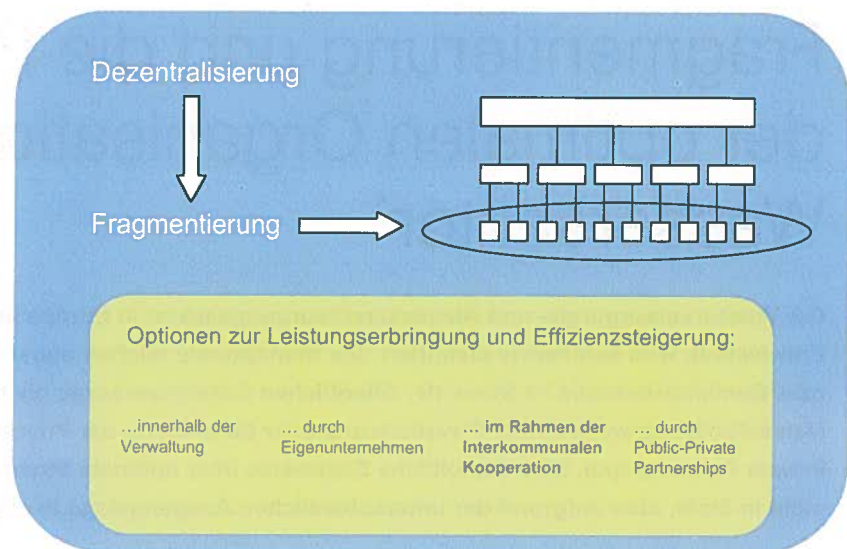 Dezentralisierung
Fragmentierung
Optionen zur Leistungserbringung und Effizienzsteigerung:
...innerhalb der
Verwaltung
... durch
Eigenunternehmen
... im Rahmen der
Interkommunalen
Kooperation
... durch
Public-Private
Partnerships